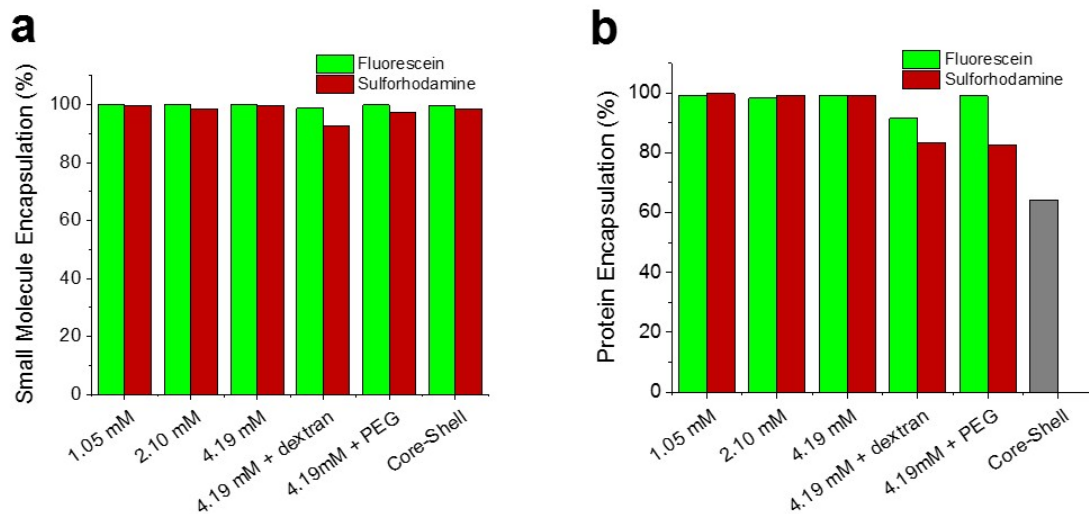 a
Fluorescein
Sulforhodamine
Small Molecule Encapsulation (%)
100
80
60
40
20
0
1.05 mM
2.10 mM
4.19 mM
4.19 mM + dextran
4.19mM + PEG
Core-Shell
b
Fluorescein
Sulforhodamine
Protein Encapsulation (%)
100
80
60
40
20
0
1.05 mM
2.10 mM
4.19 mM
4.19 mM + dextran
4.19mM + PEG
Core-Shell